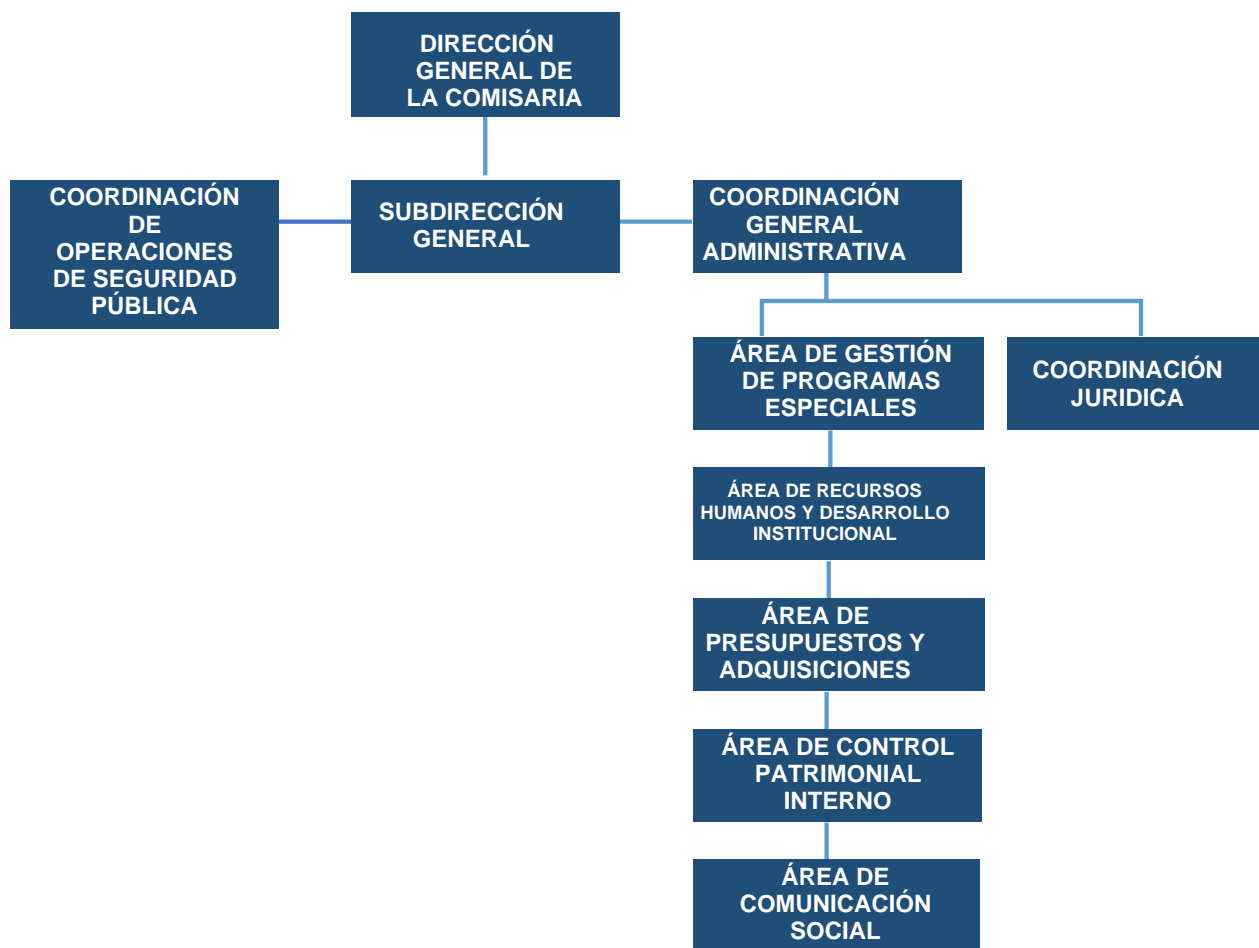 DIRECCIÓN
GENERAL DE
LA COMISARIA
COORDINACIÓN
DE
OPERACIONES
DE SEGURIDAD
PÚBLICA
SUBDIRECCIÓN
GENERAL
COORDINACIÓN
GENERAL
ADMINISTRATIVA
ÁREA DE GESTIÓN
DE PROGRAMAS
ESPECIALES
COORDINACIÓN
JURIDICA
ÁREA DE RECURSOS
HUMANOS Y DESARROLLO
INSTITUCIONAL
ÁREA DE
PRESUPUESTOS Y
ADQUISICIONES
ÁREA DE CONTROL
PATRIMONIAL
INTERNO
ÁREA DE
COMUNICACIÓN
SOCIAL